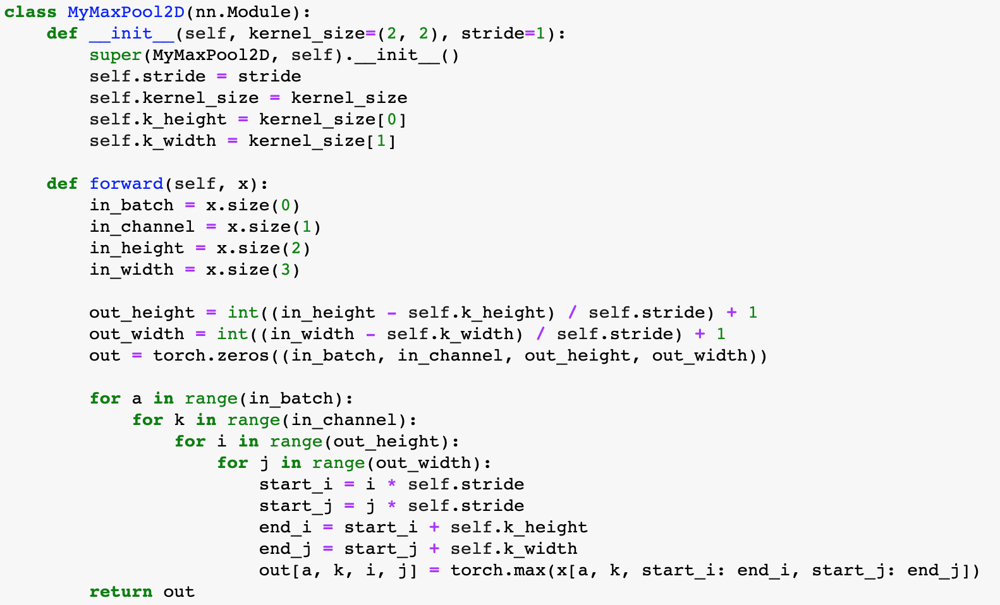 class MyMaxPool2D(nn.Module):
    def __init__(self, kernel_size=(2, 2), stride=1):
        super(MyMaxPool2D, self).__init__()
        self.stride = stride
        self.kernel_size = kernel_size
        self.k_height = kernel_size[0]
        self.k_width = kernel_size[1]

    def forward(self, x):
        in_batch = x.size(0)
        in_channel = x.size(1)
        in_height = x.size(2)
        in_width = x.size(3)

        out_height = int((in_height - self.k_height) / self.stride) + 1
        out_width = int((in_width - self.k_width) / self.stride) + 1
        out = torch.zeros((in_batch, in_channel, out_height, out_width))

        for a in range(in_batch):
            for k in range(in_channel):
                for i in range(out_height):
                    for j in range(out_width):
                        start_i = i * self.stride
                        start_j = j * self.stride
                        end_i = start_i + self.k_height
                        end_j = start_j + self.k_width
                        out[a, k, i, j] = torch.max(x[a, k, start_i: end_i, start_j: end_j])
        return out